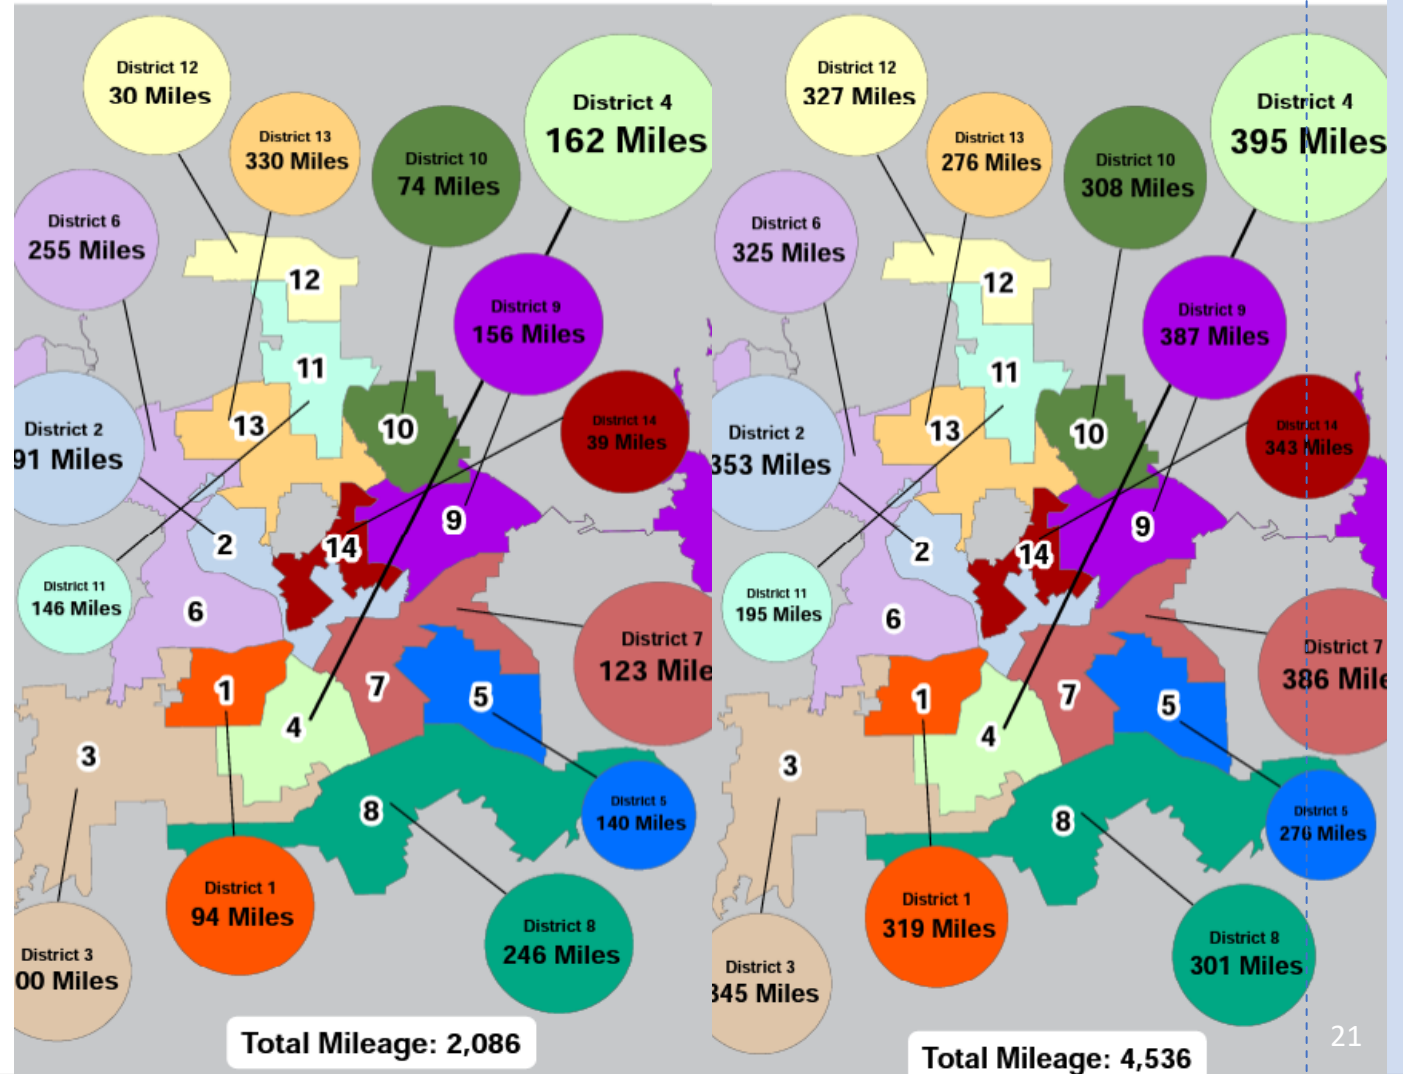 District 12
30 Miles
District 13
330 Miles
District 10
74 Miles
District 4
162 Miles
District 6
255 Miles
District 9
156 Miles
District 2
91 Miles
District 14
39 Miles
District 11
146 Miles
District 7
123 Mile
District 5
140 Miles
District 1
94 Miles
District 8
246 Miles
District 3
00 Miles
12
11
13
10
9
2
14
6
1
7
5
4
3
8
Total Mileage: 2,086
District 12
327 Miles
District 13
276 Miles
District 10
308 Miles
District 4
395 Miles
District 6
325 Miles
District 9
387 Miles
District 2
353 Miles
District 14
343 Miles
District 11
195 Miles
District 7
386 Mile
District 5
276 Miles
District 1
319 Miles
District 8
301 Miles
District 3
345 Miles
12
11
13
10
9
2
14
6
1
7
5
4
3
8
Total Mileage: 4,536
21